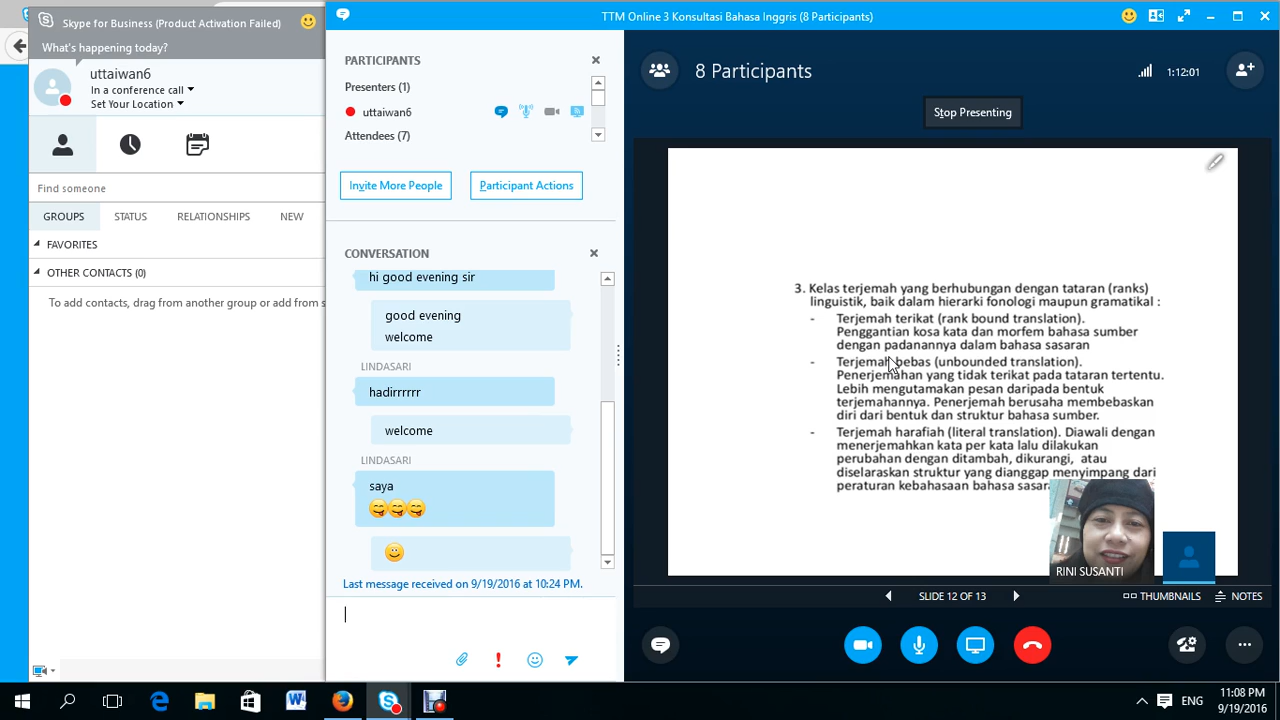 Skype for Business (Product Activation Failed)
What's happening today?
uttaiwan6
In a conference call
Set Your Location
Find someone
GROUPS
STATUS
RELATIONSHIPS
NEW
FAVORITES
OTHER CONTACTS (0)
To add contacts, drag from another group or add from s
TTM Online 3 Konsultasi Bahasa Inggris (8 Participants)
PARTICIPANTS
Presenters (1)
uttaiwan6
Attendees (7)
Invite More People
Participant Actions
CONVERSATION
hi good evening sir
good evening
welcome
LINDASARI
hadirrrrrr
welcome
LINDASARI
saya
Last message received on 9/19/2016 at 10:24 PM.
8 Participants
1:12:01
Stop Presenting
3. Kelas terjemah yang berhubungan dengan tataran (ranks)
linguistik, baik dalam hierarki fonologi maupun gramatikal :
- Terjemah terikat (rank bound translation).
Penggantian kosa kata dan morfem bahasa sumber
dengan padanannya dalam bahasa sasaran
- Terjemah bebas (unbounded translation).
Penerjemahan yang tidak terikat pada tataran tertentu.
Lebih mengutamakan pesan daripada bentuk
terjemahannya. Penerjemah berusaha membebaskan
diri dari bentuk dan struktur bahasa sumber.
- Terjemah harafiah (literal translation). Diawali dengan
menerjemahkan kata per kata lalu dilakukan
perubahan dengan ditambah, dikurangi, atau
diselaraskan struktur yang dianggap menyimpang dari
peraturan kebahasaan bahasa sasara
RINI SUSANTI
SLIDE 12 OF 13
THUMBNAILS
NOTES
ENG
11:08 PM
9/19/2016